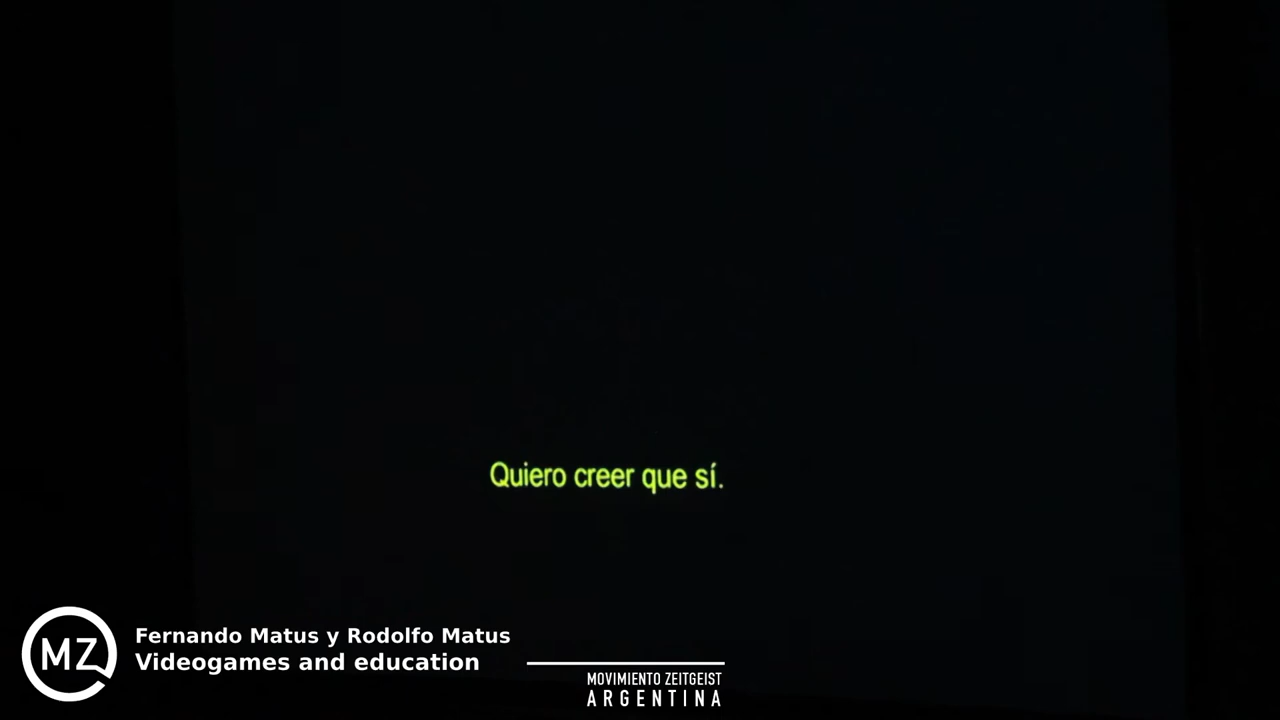 Quiero creer que sí.
MZ
Fernando Matus y Rodolfo Matus
Videogames and education
MOVIMIENTO ZEITGEIST
ARGENTINA